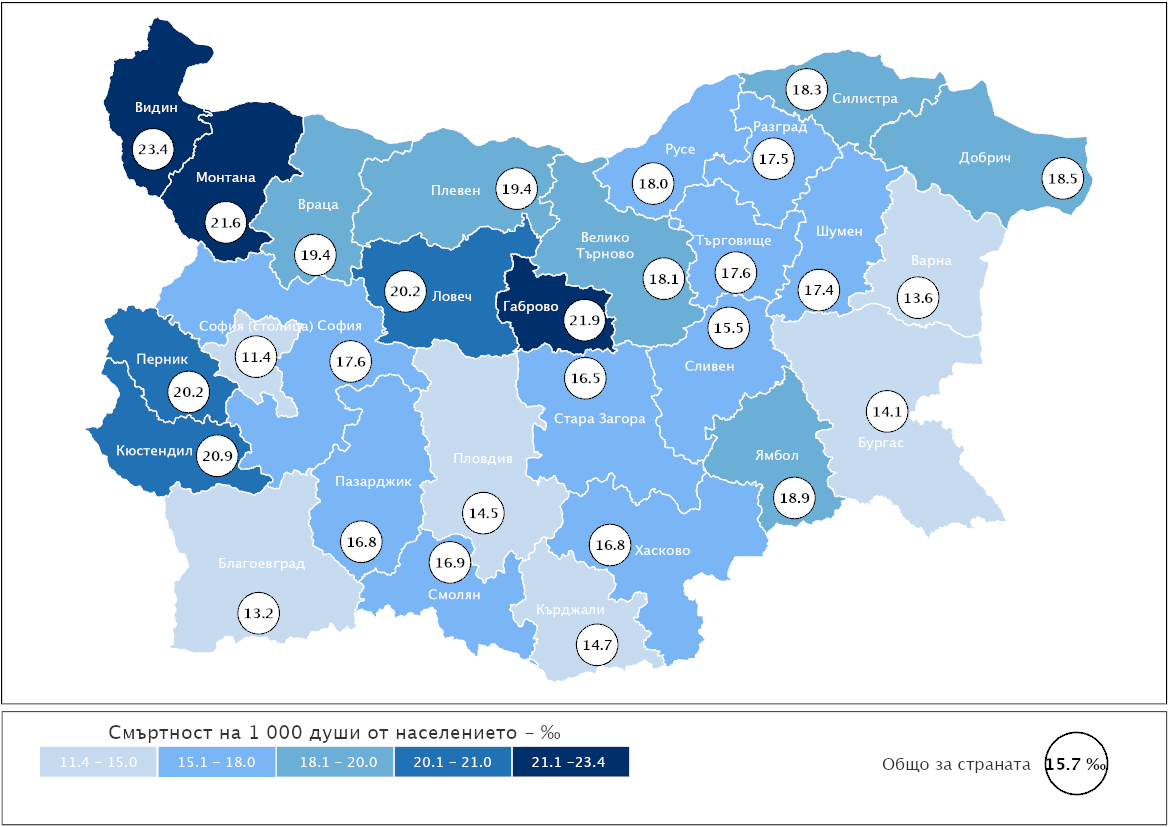 Видин
23.4
Монтана
21.6
Враца
19.4
Плевен
19.4
Велико
Търново
18.1
Русе
18.0
Разград
17.5
18.3
Силистра
Добрич
18.5
Търговище
17.6
Шумен
17.4
Варна
13.6
20.2
Ловеч
Габрово
21.9
15.5
Сливен
София (столица)
11.4
София
17.6
Перник
20.2
Кюстендил
20.9
16.5
Стара Загора
14.1
Бургас
Ямбол
18.9
Пазарджик
16.8
Пловдив
14.5
16.9
Смолян
16.8
Хасково
Благоевград
13.2
Кърджали
14.7
Смъртност на 1 000 души от населението – ‰
11.4 – 15.0
15.1 – 18.0
18.1 – 20.0
20.1 – 21.0
21.1 –23.4
Общо за страната
15.7 ‰